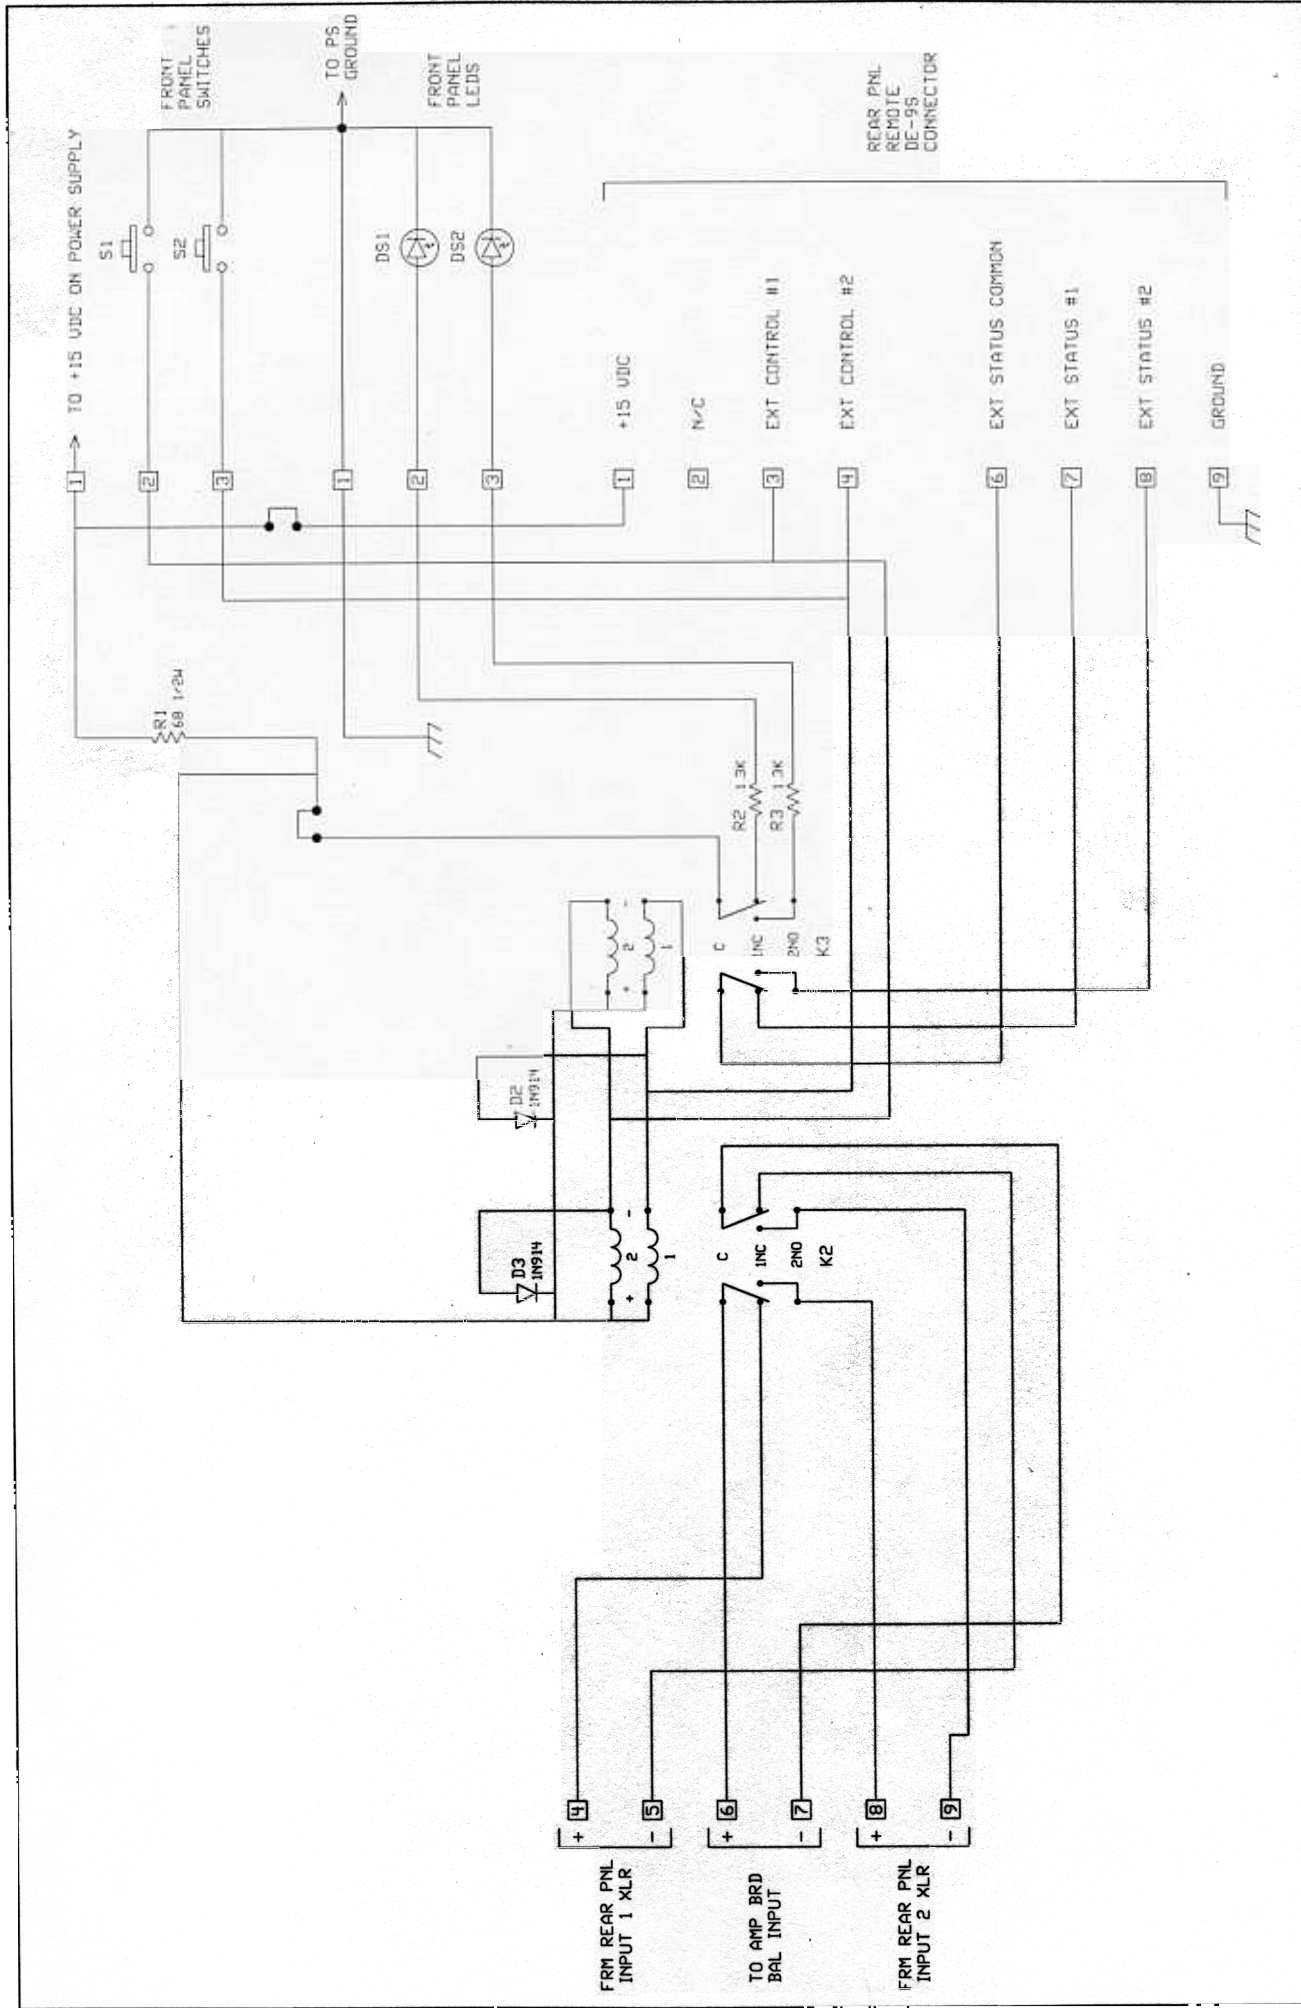 TO +15 VDC ON POWER SUPPLY
FRONT
PANEL
SWITCHES
S1
S2
TO PS
GROUND
FRONT
PANEL
LEDS
DS1
DS2
REAR PNL
REMOTE
DE-9S
CONNECTOR
1
2
3
1
2
3
1 +15 VDC
2 N/C
3 EXT CONTROL #1
4 EXT CONTROL #2
6 EXT STATUS COMMON
7 EXT STATUS #1
8 EXT STATUS #2
9 GROUND
R1
68 1/2W
R2 1.3K
R3 1.3K
+ 2 -
1
C
1NC
2NO
K3
D2
1N914
D3
1N914
+ 2 -
1
C
1NC
2NO
K2
FRM REAR PNL
INPUT 1 XLR
+ 4
- 5
TO AMP BRD
BAL INPUT
+ 6
- 7
FRM REAR PNL
INPUT 2 XLR
+ 8
- 9